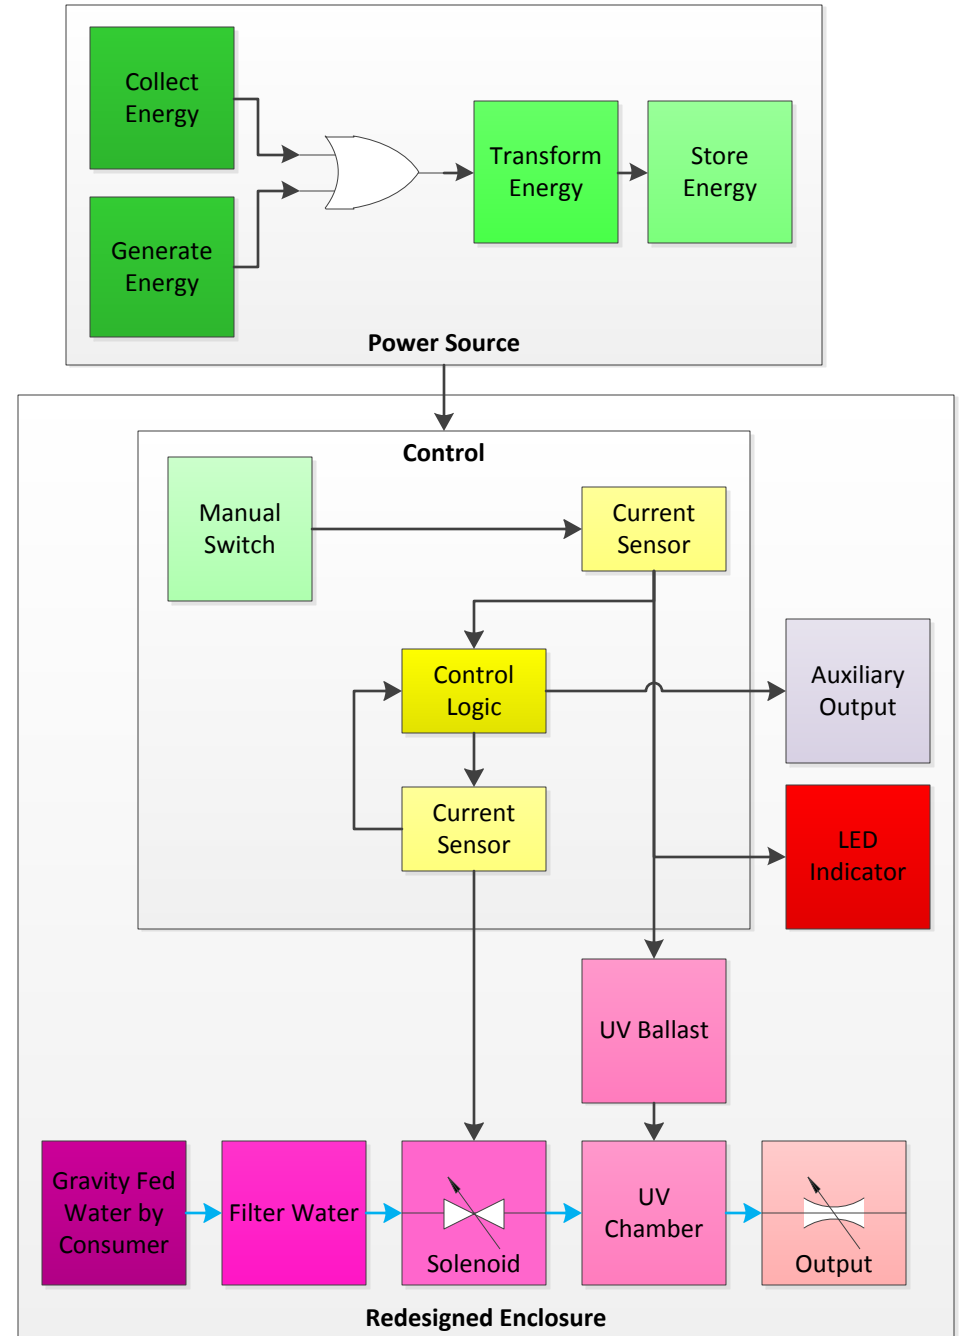 Collect
Energy
Generate
Energy
Transform
Energy
Store
Energy
Power Source
Control
Manual
Switch
Current
Sensor
Control
Logic
Auxiliary
Output
Current
Sensor
LED
Indicator
UV Ballast
Gravity Fed
Water by
Consumer
Filter Water
Solenoid
UV
Chamber
Output
Redesigned Enclosure